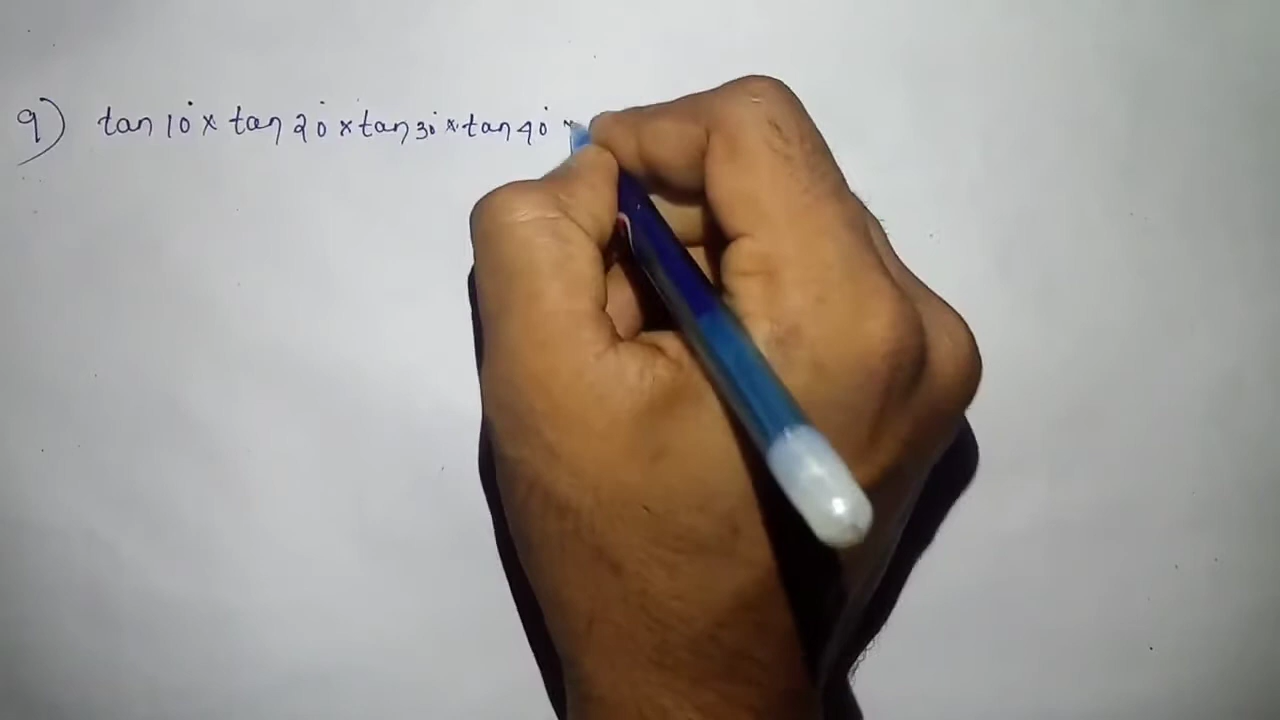 9) tan 10° × tan 20° × tan 30° × tan 40° ×